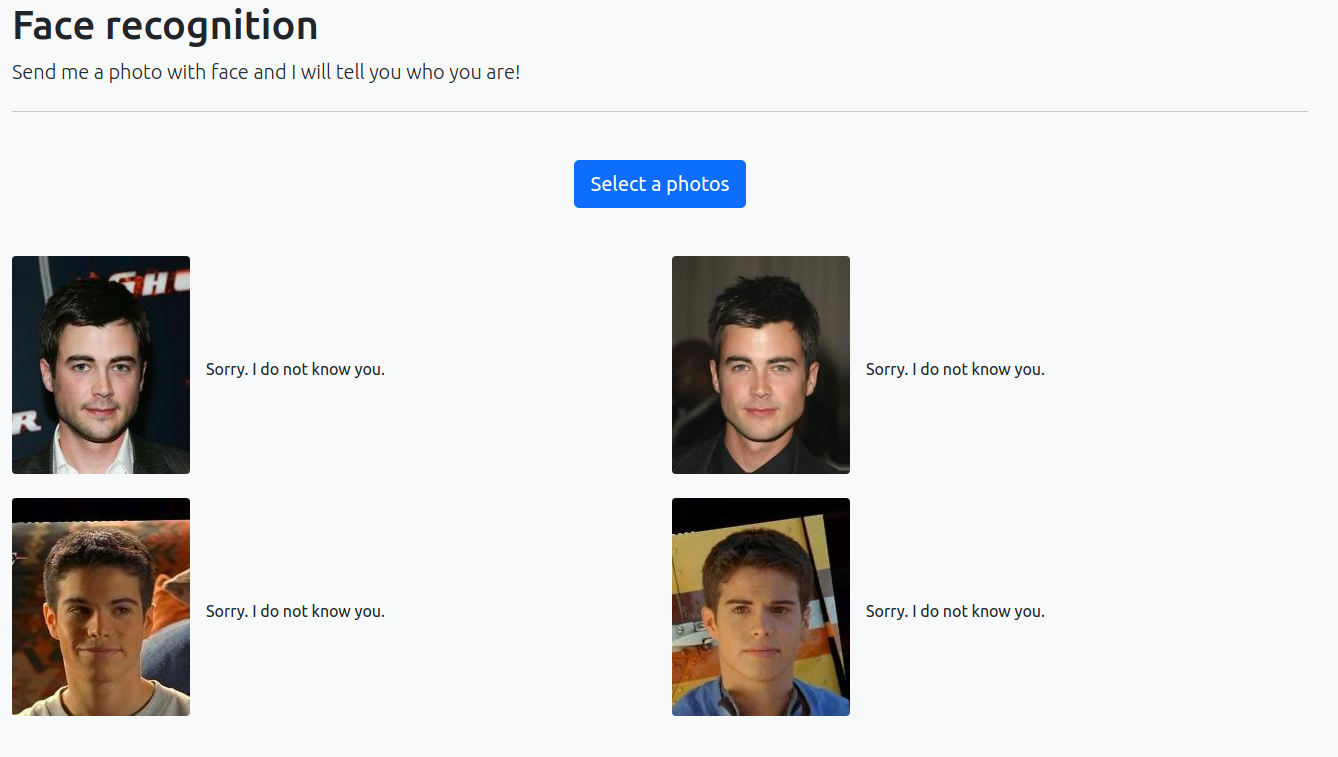 Face recognition
Send me a photo with face and I will tell you who you are!
Select a photos
GH
Sorry. I do not know you.
R
Sorry. I do not know you.
Sorry. I do not know you.
Sorry. I do not know you.